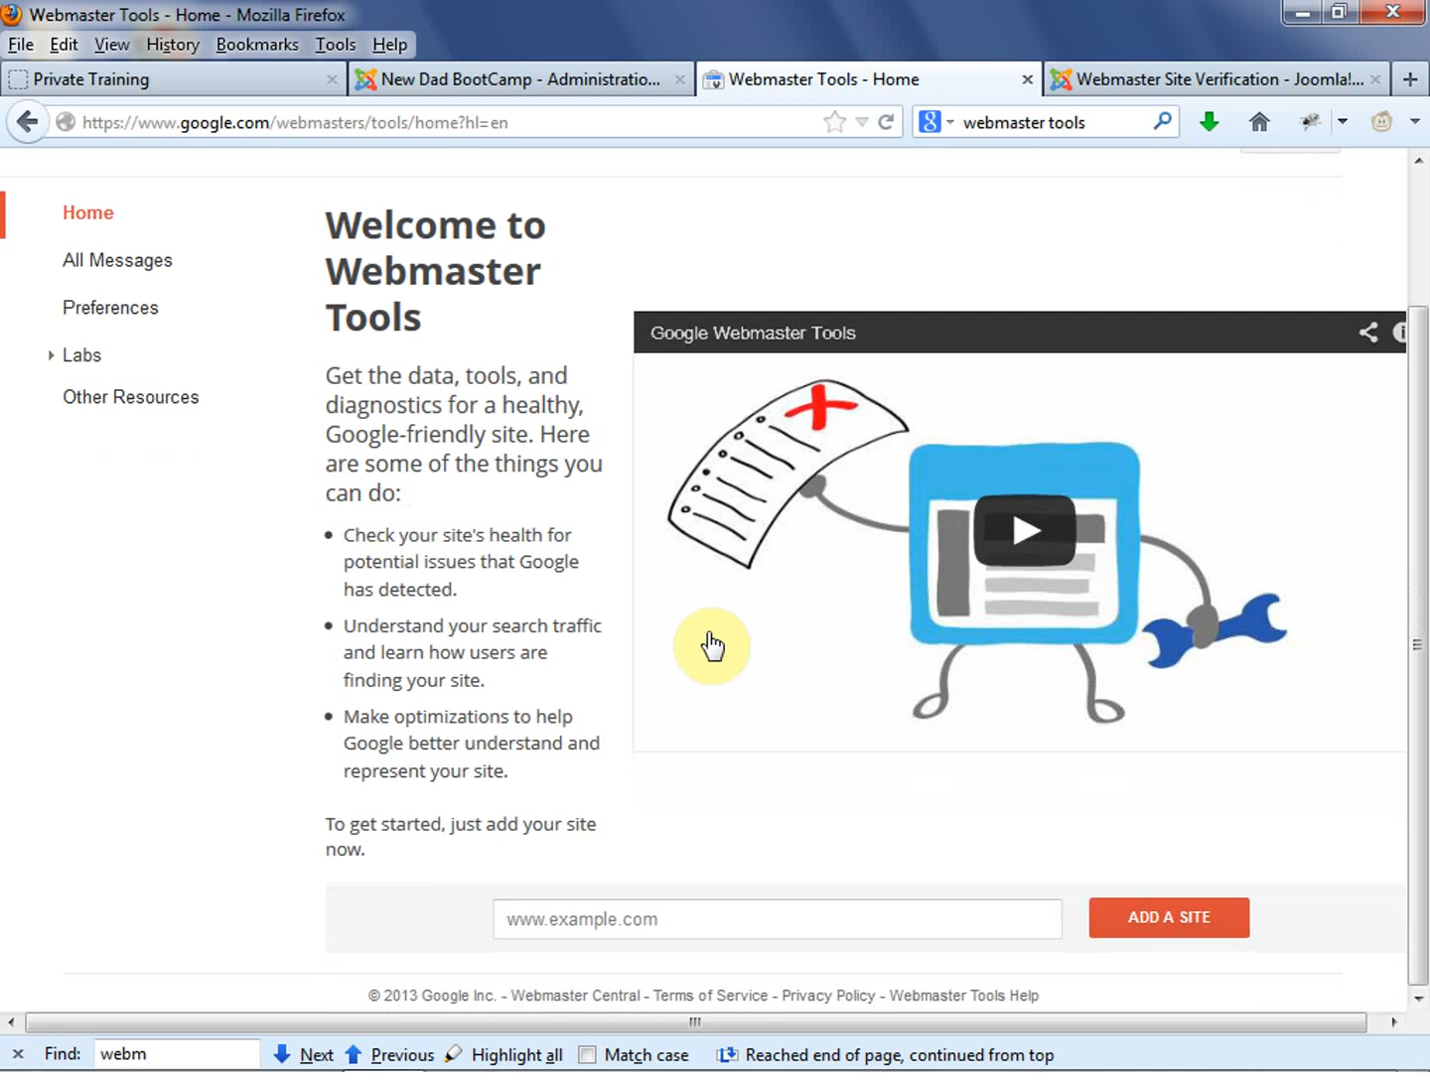 Webmaster Tools - Home - Mozilla Firefox
File Edit View History Bookmarks Tools Help
Private Training
New Dad BootCamp - Administratio...
Webmaster Tools - Home
Webmaster Site Verification - Joomla!...
https://www.google.com/webmasters/tools/home?hl=en
webmaster tools
Home
All Messages
Preferences
Labs
Other Resources
Welcome to
Webmaster
Tools
Get the data, tools, and
diagnostics for a healthy,
Google-friendly site. Here
are some of the things you
can do:
Check your site's health for
potential issues that Google
has detected.
Understand your search traffic
and learn how users are
finding your site.
Make optimizations to help
Google better understand and
represent your site.
To get started, just add your site
now.
Google Webmaster Tools
www.example.com
ADD A SITE
© 2013 Google Inc. - Webmaster Central - Terms of Service - Privacy Policy - Webmaster Tools Help
Find: webm Next Previous Highlight all Match case Reached end of page, continued from top